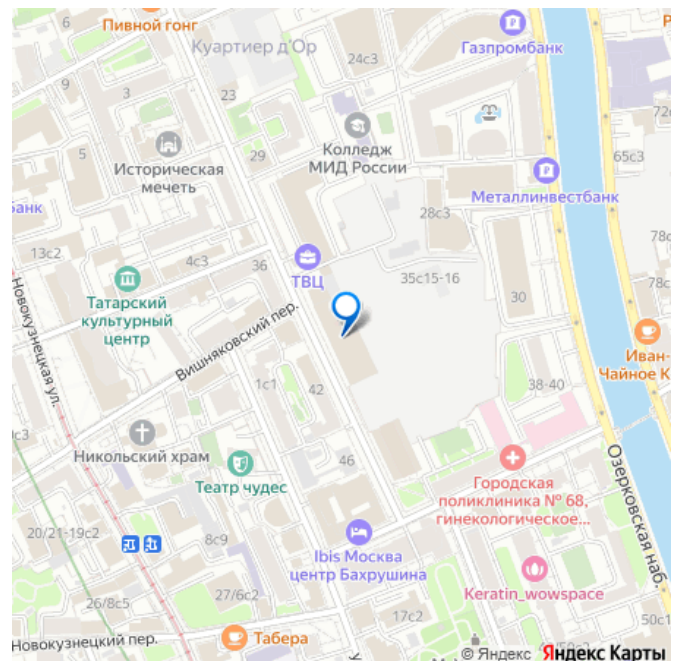 Пивной гонг
Куартиер д'Ор
24с3
Газпромбанк
9
3
23
72
5
Историческая
мечеть
29
Колледж
МИД России
65с3
Металлинвестбанк
банк
28с3
78
13с2
4с3
36
ТВЦ
35с15-16
30
78с
Татарский
культурный
центр
Новокузнецкая ул.
Вишняковский пер.
Иван-
Чайное К
1с1
42
38-40
с3
Никольский храм
Театр чудес
46
Городская
поликлиника № 68,
гинекологическое...
Озерковская наб.
20/21-19с2
8с9
Ibis Москва
центр Бахрушина
Keratin_wowspace
26/8с5
27/6с2
17с2
50с1
Новокузнецкий пер.
Табера
© Яндекс Яндекс Карты